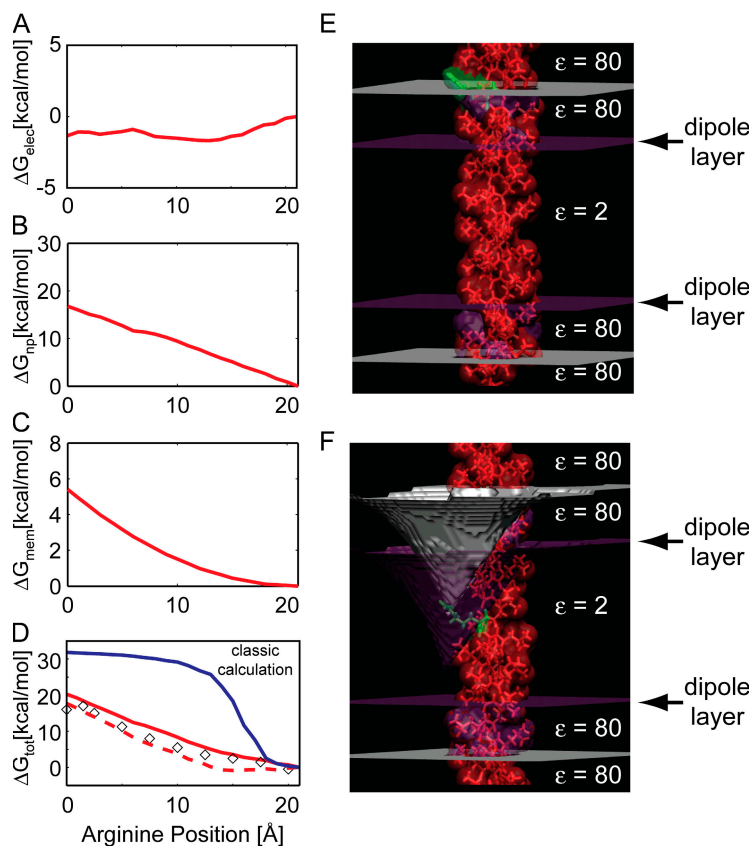 A
ΔG_elec[kcal/mol]
5
0
-5
0 10 20
B
ΔG_np[kcal/mol]
30
20
10
0
0 10 20
C
ΔG_mem[kcal/mol]
8
6
4
2
0
0 10 20
D
ΔG_tot[kcal/mol]
30
20
10
0
classic
calculation
0 10 20
Arginine Position [Å]
E
ε = 80
ε = 80
dipole
layer
ε = 2
dipole
layer
ε = 80
ε = 80
F
ε = 80
ε = 80
dipole
layer
ε = 2
dipole
layer
ε = 80
ε = 80